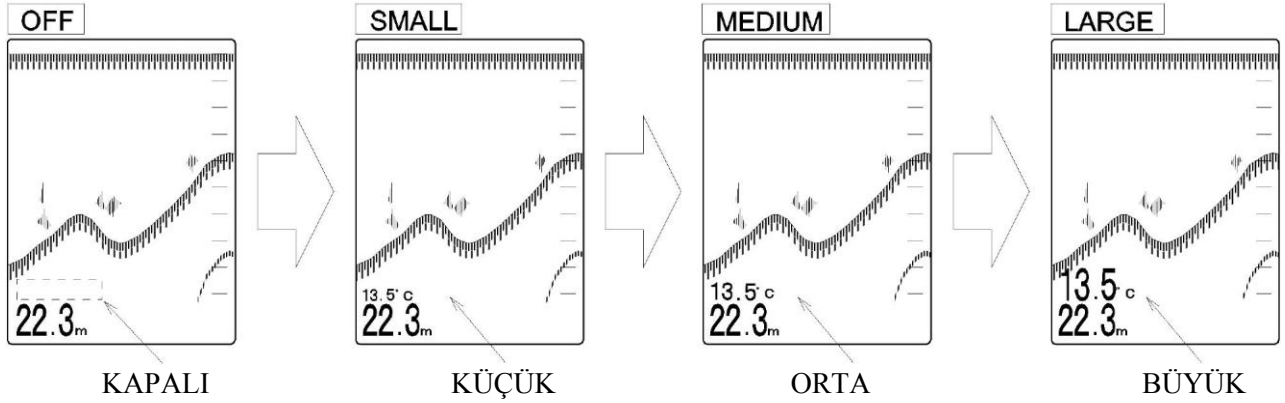 OFF
SMALL
MEDIUM
LARGE
22.3m
13.5°c
22.3m
13.5°c
22.3m
13.5°c
22.3m
KAPALI
KÜÇÜK
ORTA
BÜYÜK